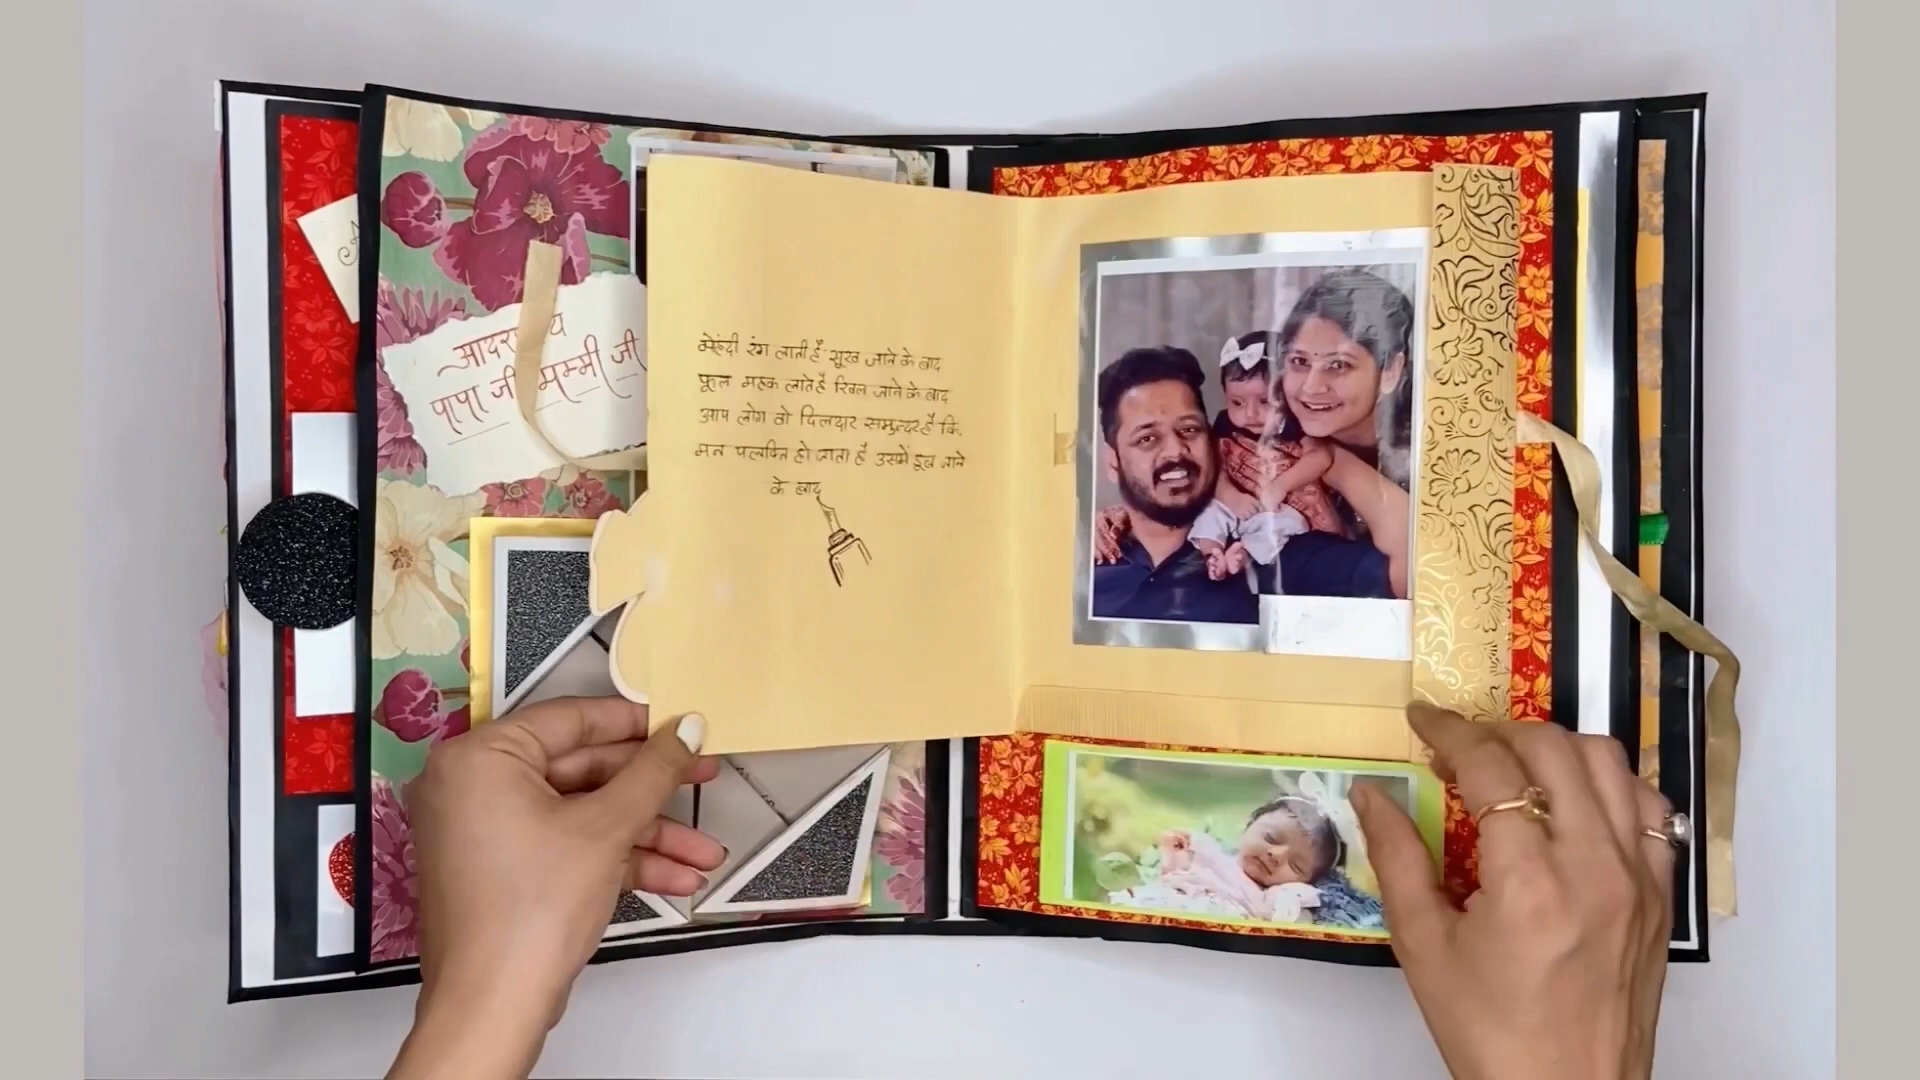 आदरणीय
पापा जी मम्मी जी
मेहंदी रंग लाती है सूख जाने के बाद
फूल महक लाते है खिल जाने के बाद
आप लोग वो दिलदार समुन्दर है कि
मन पल्लवित हो जाता है उसमें डूब जाने
के बाद